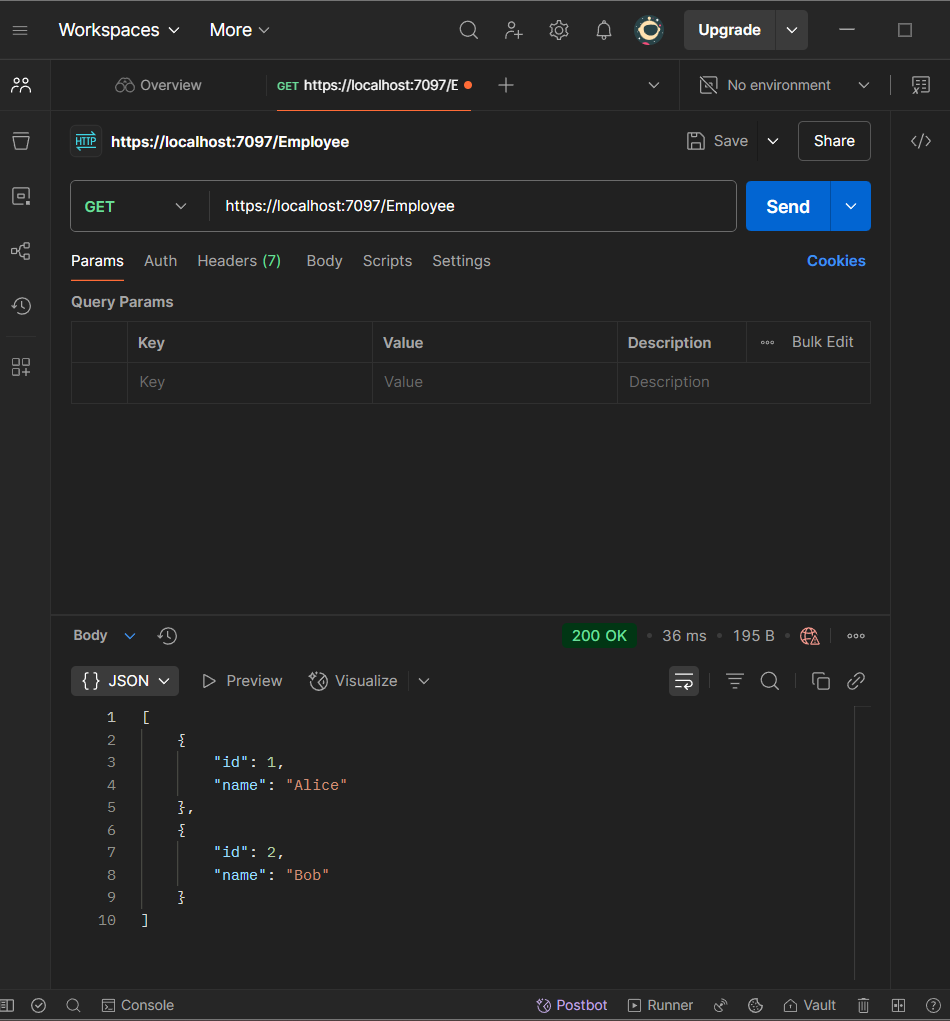 Workspaces More Upgrade
Overview GET https://localhost:7097/E No environment
HTTP https://localhost:7097/Employee Save Share
GET https://localhost:7097/Employee Send
Params Auth Headers (7) Body Scripts Settings Cookies
Query Params
Key Value Description Bulk Edit
Key Value Description
Body 200 OK 36 ms 195 B
{} JSON Preview Visualize
1 [
2 {
3 "id": 1,
4 "name": "Alice"
5 },
6 {
7 "id": 2,
8 "name": "Bob"
9 }
10 ]
Console Postbot Runner Vault